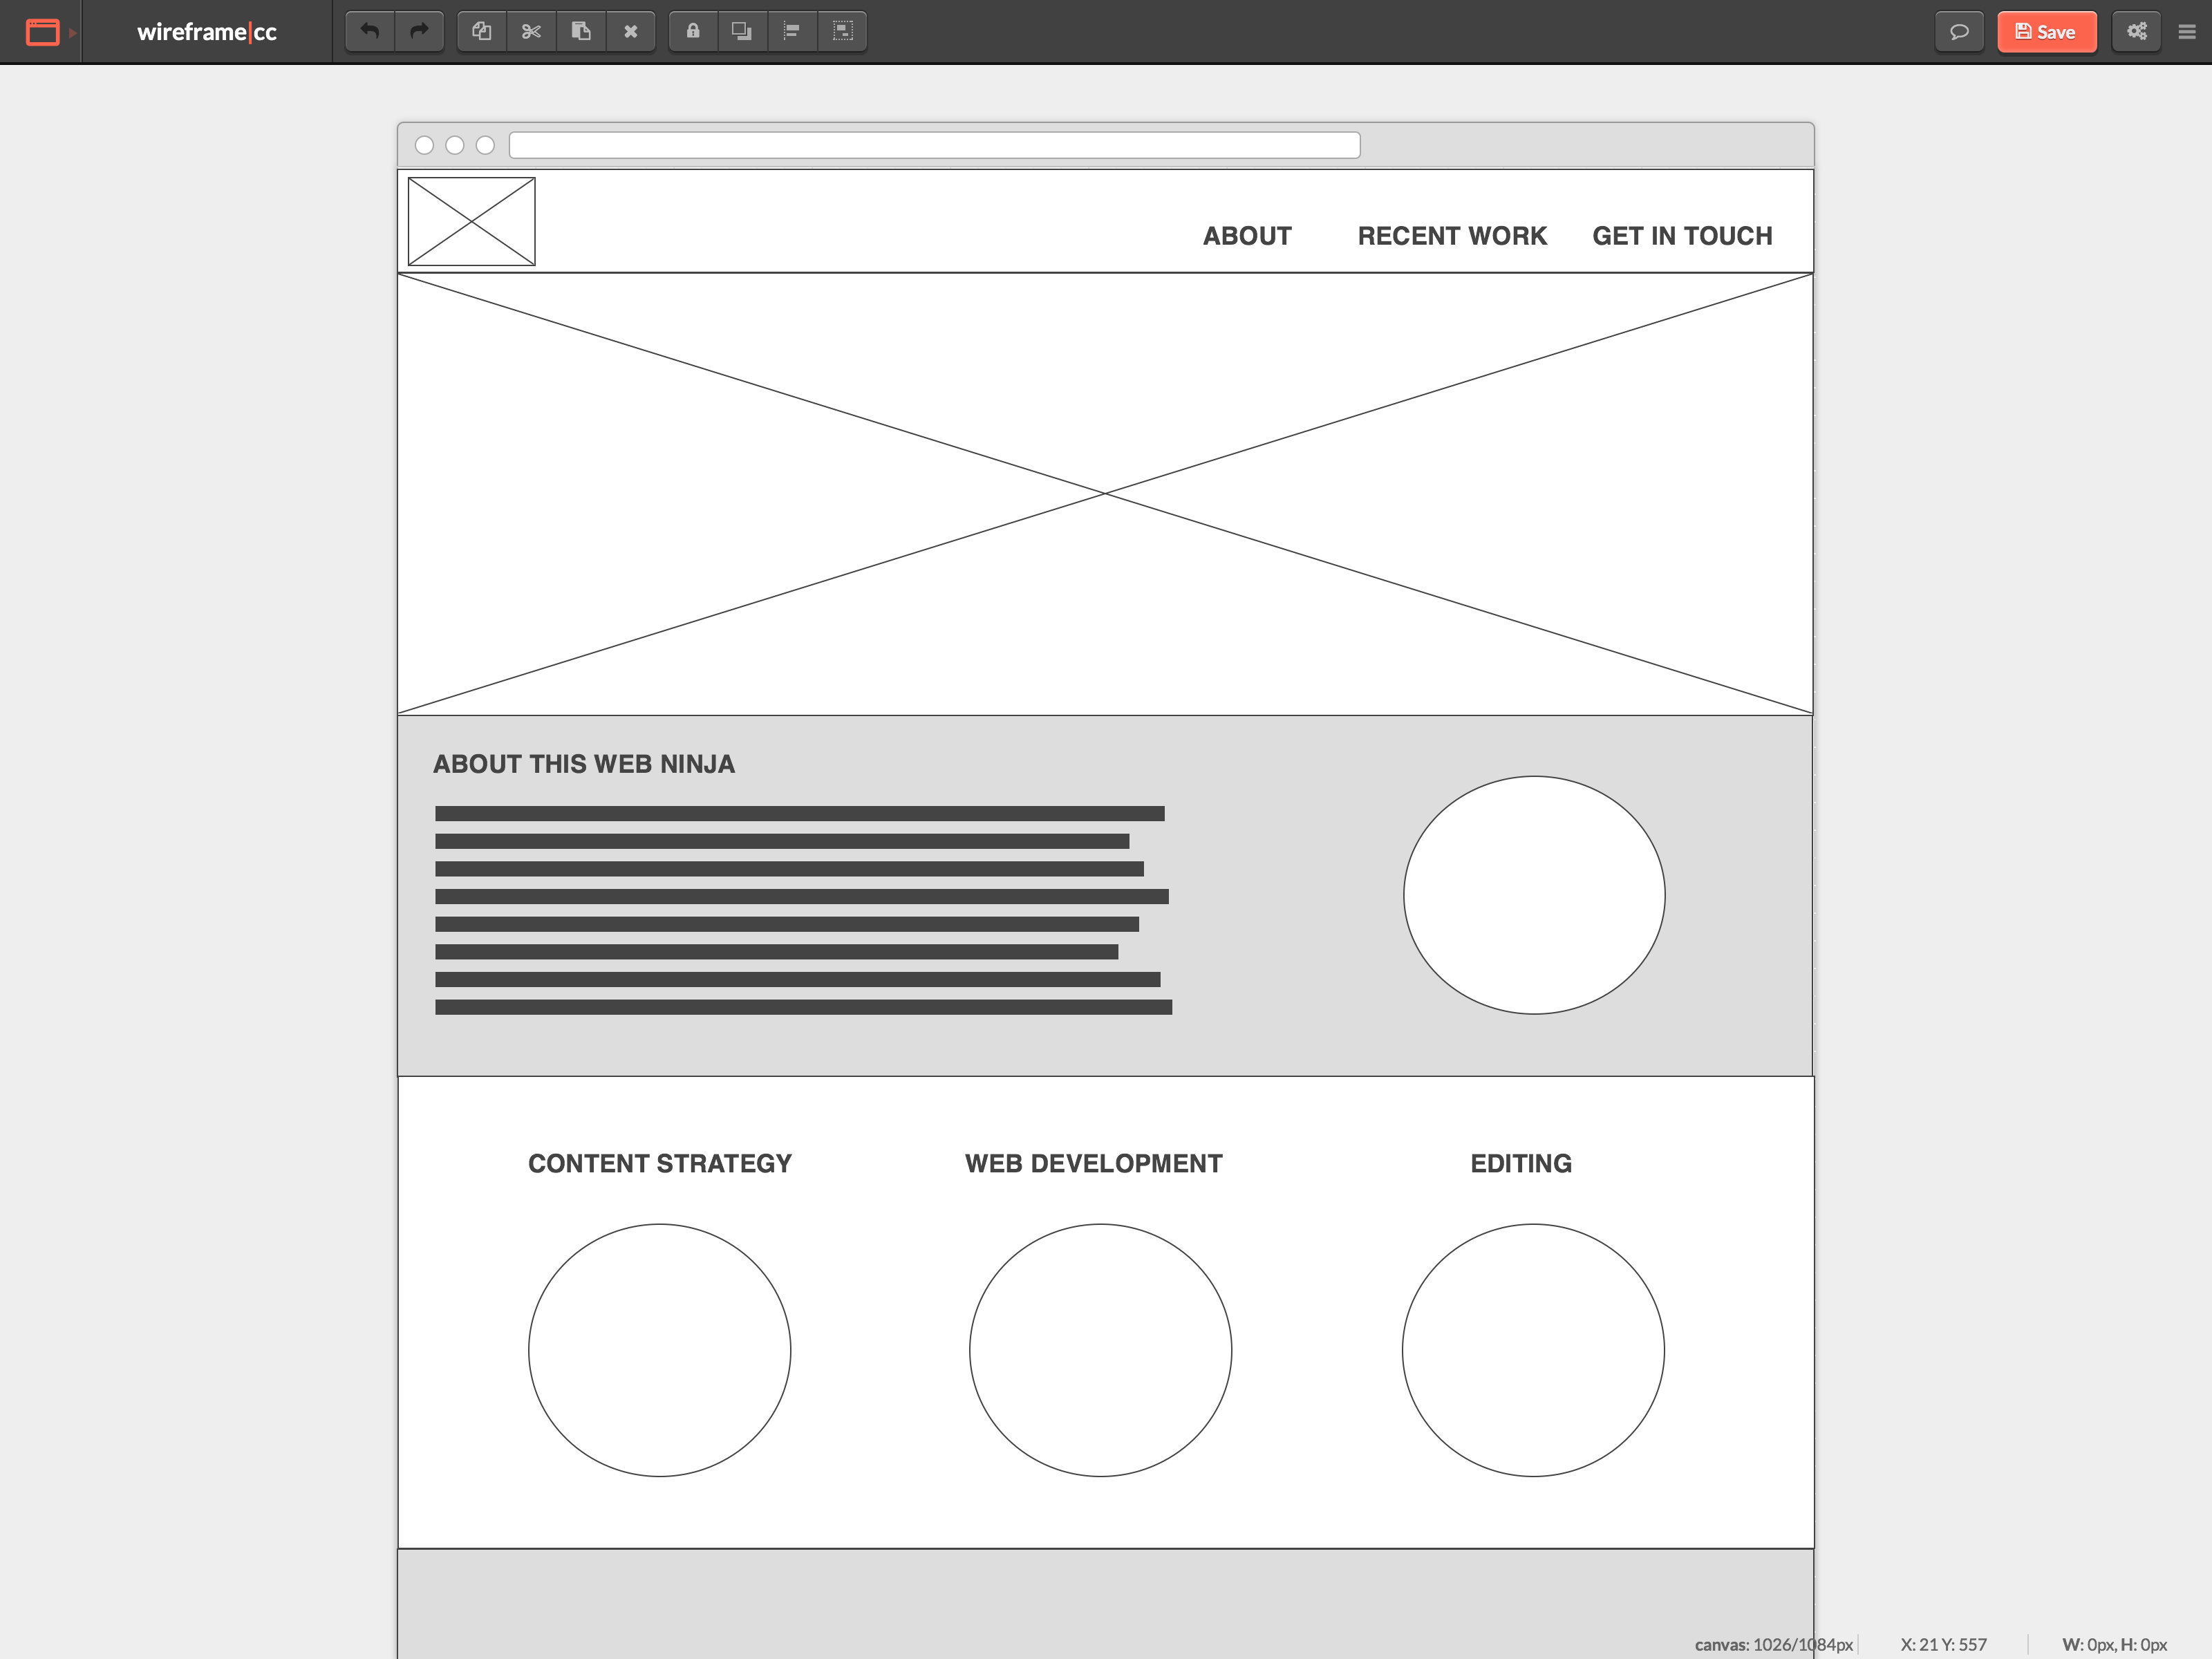 wireframe|cc
Save
ABOUT RECENT WORK GET IN TOUCH
ABOUT THIS WEB NINJA
CONTENT STRATEGY WEB DEVELOPMENT EDITING
canvas: 1026/1084px X: 21 Y: 557 W: 0px, H: 0px